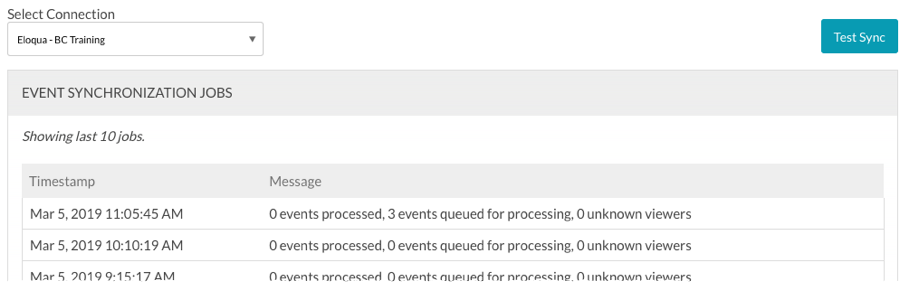 Select Connection
Eloqua - BC Training
Test Sync
EVENT SYNCHRONIZATION JOBS
Showing last 10 jobs.
Timestamp Message
Mar 5, 2019 11:05:45 AM 0 events processed, 3 events queued for processing, 0 unknown viewers
Mar 5, 2019 10:10:19 AM 0 events processed, 0 events queued for processing, 0 unknown viewers
Mar 5, 2019 9:15:17 AM 0 events processed, 0 events queued for processing, 0 unknown viewers